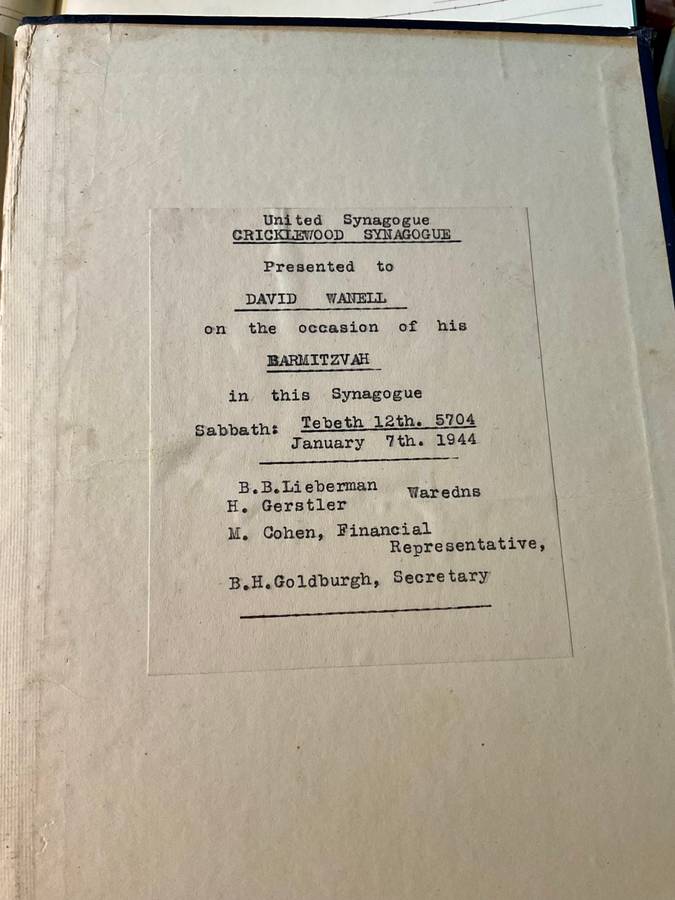 United Synagogue
CRICKLEWOOD SYNAGOGUE
Presented to
DAVID WANELL
on the occasion of his
BARMITZVAH
in this Synagogue
Sabbath: Tebeth 12th. 5704
January 7th. 1944
B.B.Lieberman
H. Gerstler Waredns
M. Cohen, Financial
Representative,
B.H.Goldburgh, Secretary